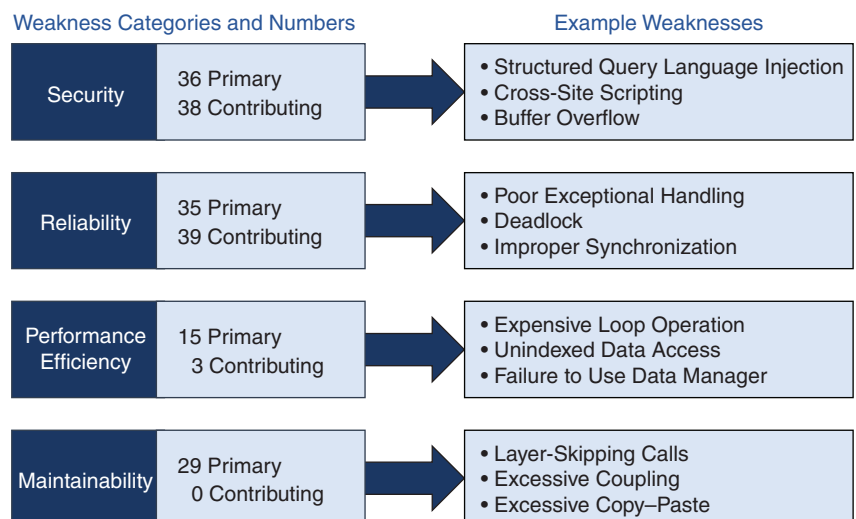 Weakness Categories and Numbers
Example Weaknesses
Security
36 Primary
38 Contributing
• Structured Query Language Injection
• Cross-Site Scripting
• Buffer Overflow
Reliability
35 Primary
39 Contributing
• Poor Exceptional Handling
• Deadlock
• Improper Synchronization
Performance
Efficiency
15 Primary
3 Contributing
• Expensive Loop Operation
• Unindexed Data Access
• Failure to Use Data Manager
Maintainability
29 Primary
0 Contributing
• Layer-Skipping Calls
• Excessive Coupling
• Excessive Copy–Paste